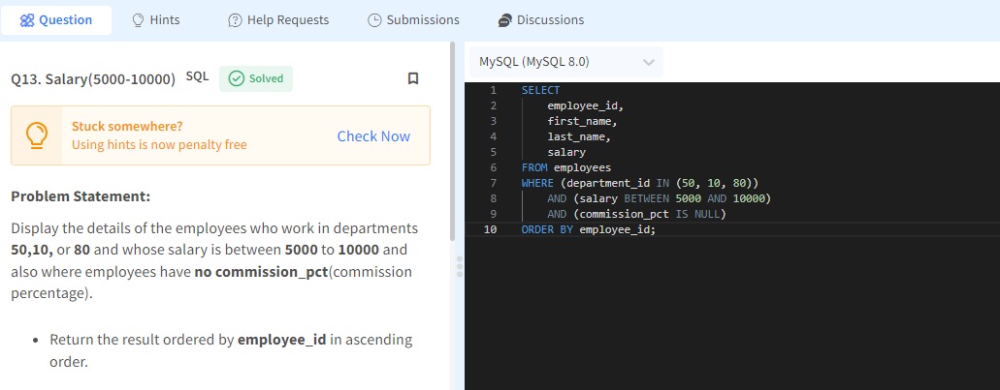 Question Hints Help Requests Submissions Discussions
Q13. Salary(5000-10000) SQL Solved
Stuck somewhere?
Using hints is now penalty free
Check Now
Problem Statement:
Display the details of the employees who work in departments
50,10, or 80 and whose salary is between 5000 to 10000 and
also where employees have no commission_pct(commission
percentage).
• Return the result ordered by employee_id in ascending
order.
MySQL (MySQL 8.0)
1 SELECT
2 employee_id,
3 first_name,
4 last_name,
5 salary
6 FROM employees
7 WHERE (department_id IN (50, 10, 80))
8 AND (salary BETWEEN 5000 AND 10000)
9 AND (commission_pct IS NULL)
10 ORDER BY employee_id;